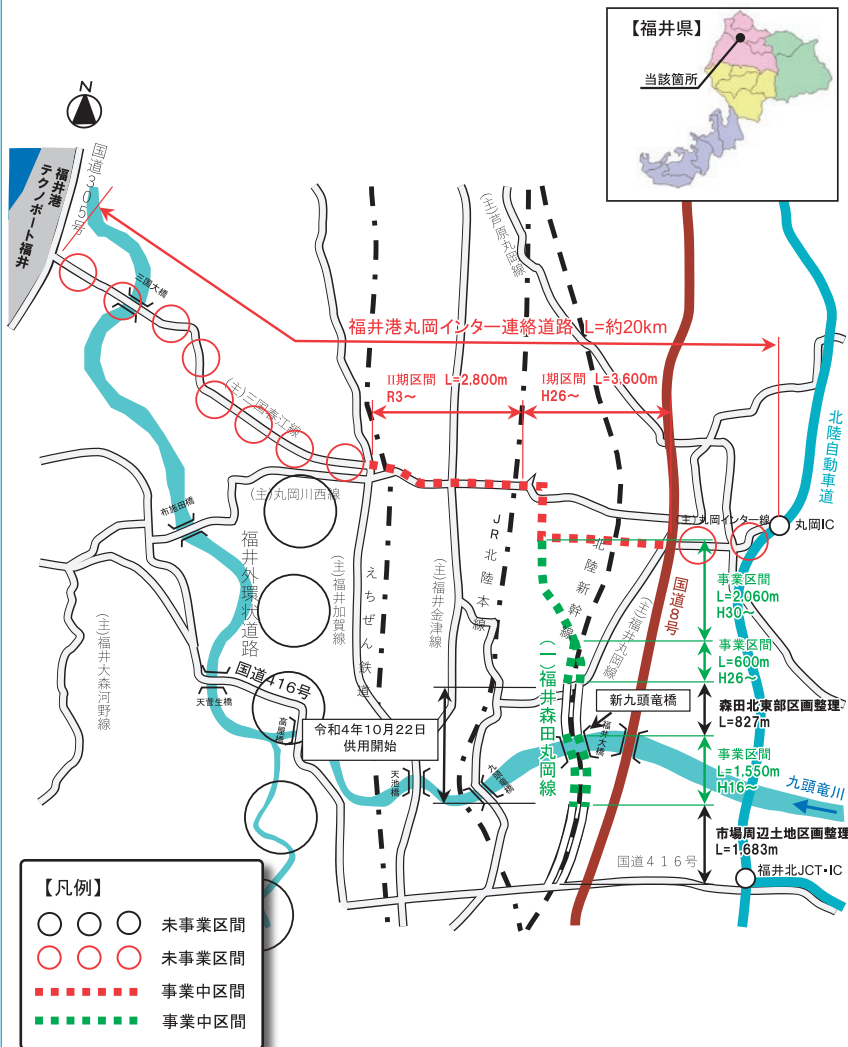 【福井県】
当該箇所
N
国道305号
福井港
テクノポート福井
三国大橋
(主)芦原丸岡線
福井港丸岡インター連絡道路 L=約20km
II期区間 L=2,800m
R3～
I期区間 L=3,600m
H26～
(主)三国春江線
北陸自動車道
(主)丸岡川西線
布施田橋
福井外環状道路
(主)福井加賀線
えちぜん鉄道
(主)福井金津線
JR北陸本線
北陸新幹線
(主)丸岡インター線
丸岡IC
国道8号
(主)福井丸岡線
(主)福井大森河野線
事業区間
L=2,060m
H30～
事業区間
L=600m
H26～
(一)福井森田丸岡線
国道416号
天菅生橋
高屋橋
令和4年10月22日
供用開始
新九頭竜橋
福井大橋
森田北東部区画整理
L=827m
事業区間
L=1,550m
H16～
天池橋
九頭竜橋
九頭竜川
市場周辺土地区画整理
L=1,683m
国道416号
福井北JCT・IC
【凡例】
未事業区間
未事業区間
事業中区間
事業中区間